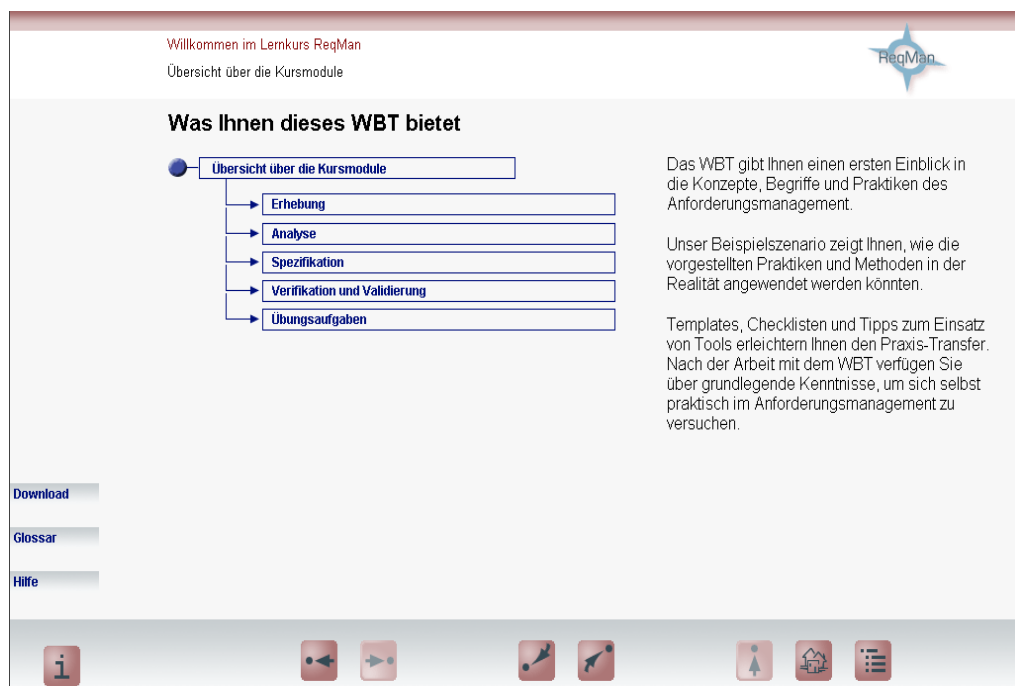 Willkommen im Lernkurs ReqMan
Übersicht über die Kursmodule
ReqMan
Was Ihnen dieses WBT bietet
Übersicht über die Kursmodule
Erhebung
Analyse
Spezifikation
Verifikation und Validierung
Übungsaufgaben
Das WBT gibt Ihnen einen ersten Einblick in
die Konzepte, Begriffe und Praktiken des
Anforderungsmanagement.
Unser Beispielszenario zeigt Ihnen, wie die
vorgestellten Praktiken und Methoden in der
Realität angewendet werden könnten.
Templates, Checklisten und Tipps zum Einsatz
von Tools erleichtern Ihnen den Praxis-Transfer.
Nach der Arbeit mit dem WBT verfügen Sie
über grundlegende Kenntnisse, um sich selbst
praktisch im Anforderungsmanagement zu
versuchen.
Download
Glossar
Hilfe
i